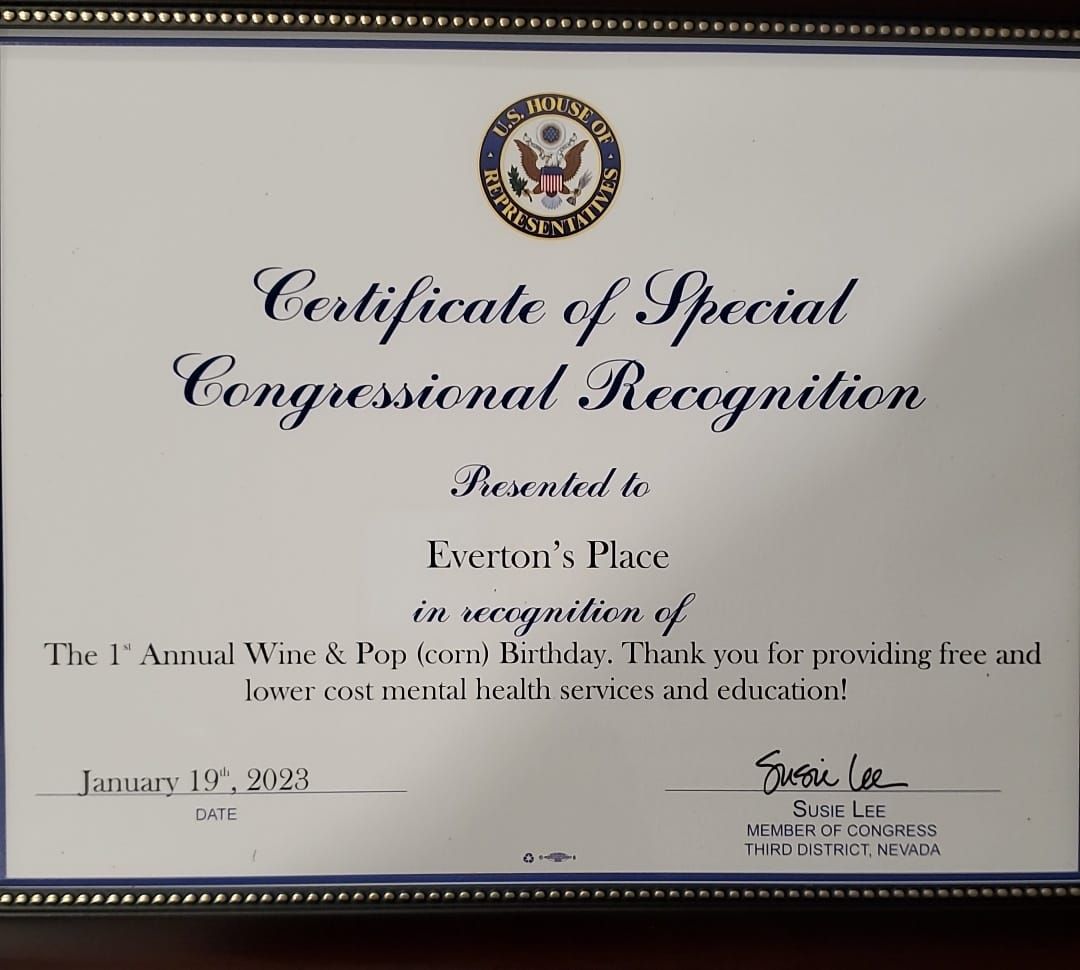 U.S. HOUSE OF
REPRESENTATIVES
Certificate of Special
Congressional Recognition
Presented to
Everton’s Place
in recognition of
The 1st Annual Wine & Pop (corn) Birthday. Thank you for providing free and
lower cost mental health services and education!
January 19th, 2023
DATE
Susie Lee
SUSIE LEE
MEMBER OF CONGRESS
THIRD DISTRICT, NEVADA